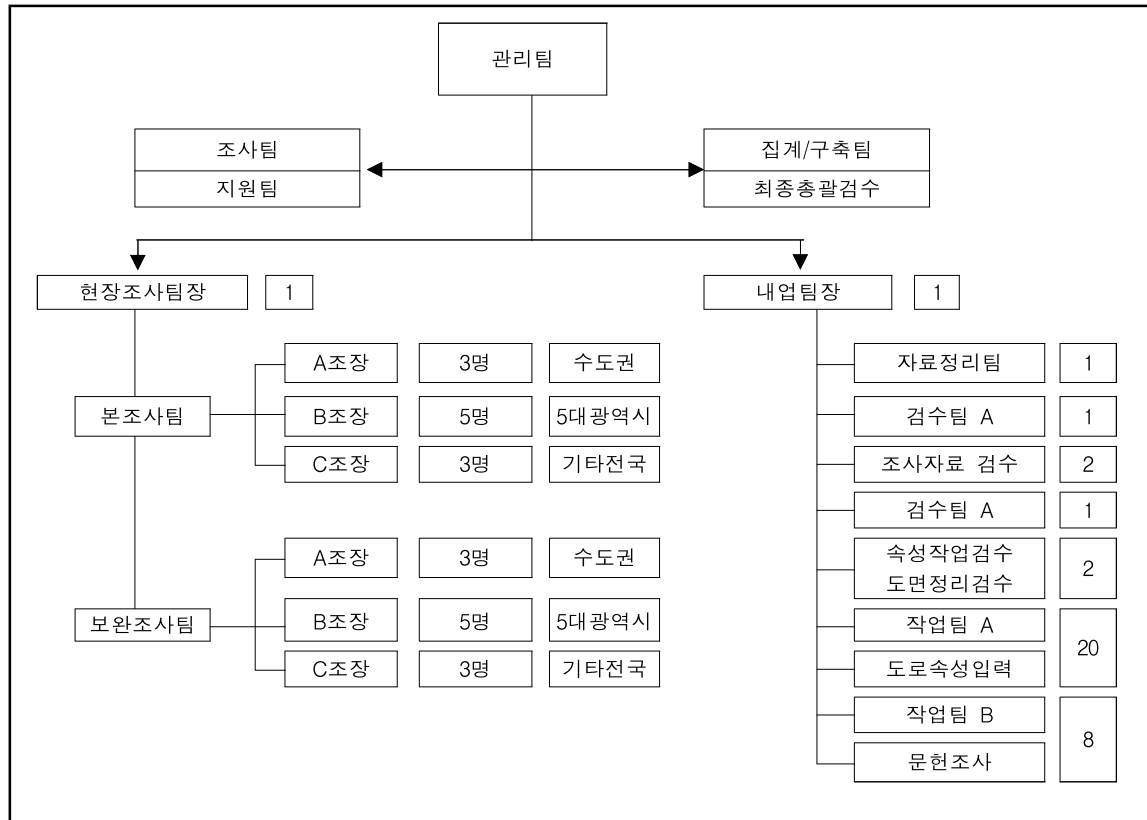 관리팀
조사팀
지원팀
집계/구축팀
최종총괄검수
현장조사팀장 1
내업팀장 1
본조사팀
A조장 3명 수도권
B조장 5명 5대광역시
C조장 3명 기타전국
보완조사팀
A조장 3명 수도권
B조장 5명 5대광역시
C조장 3명 기타전국
자료정리팀 1
검수팀 A 1
조사자료 검수 2
검수팀 A 1
속성작업검수
도면정리검수
2
작업팀 A
도로속성입력
20
작업팀 B
문헌조사
8